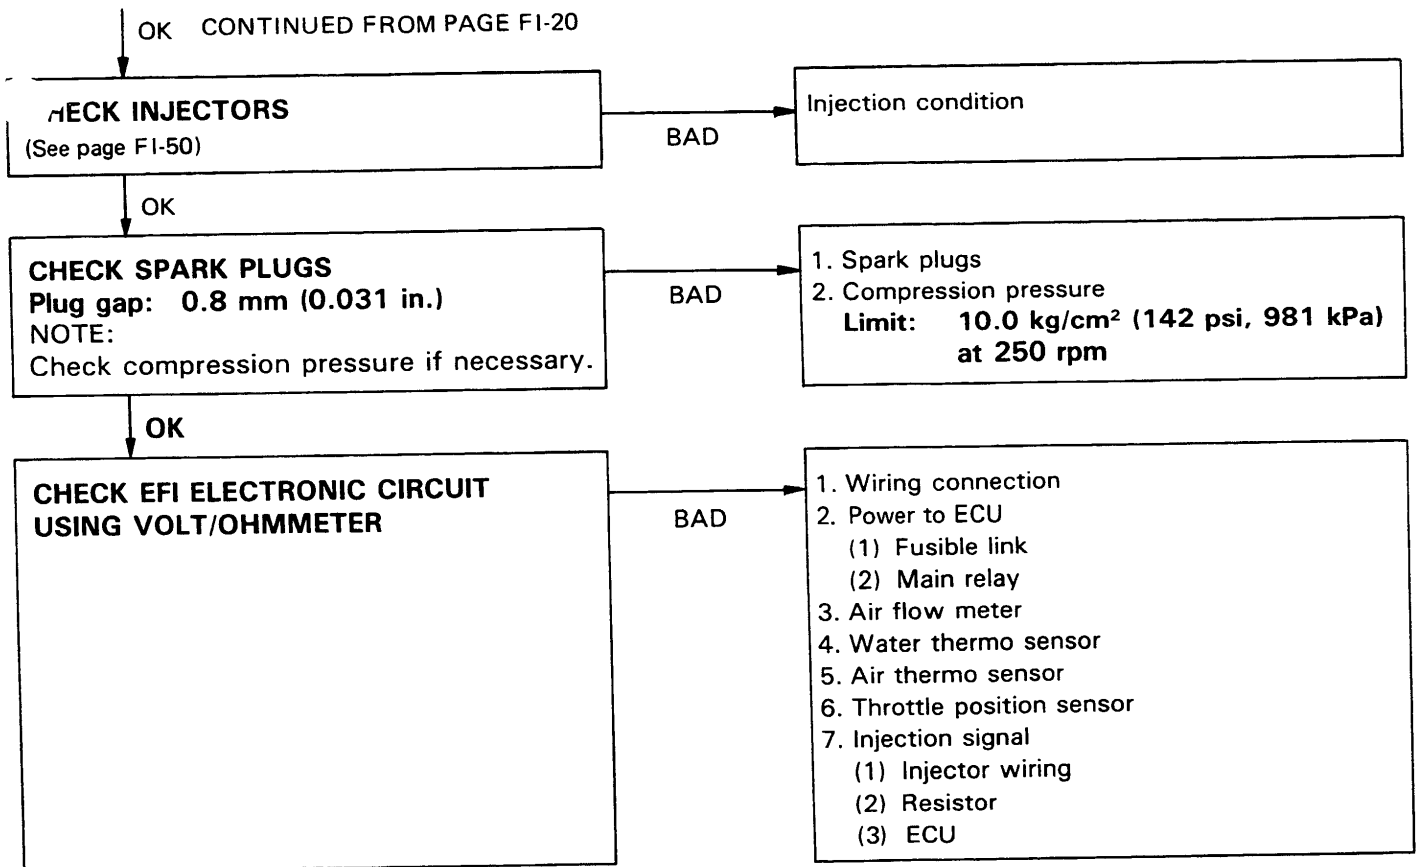 OK CONTINUED FROM PAGE FI-20
HECK INJECTORS
(See page FI-50)
BAD
Injection condition
OK
CHECK SPARK PLUGS
Plug gap: 0.8 mm (0.031 in.)
NOTE:
Check compression pressure if necessary.
BAD
1. Spark plugs
2. Compression pressure
Limit: 10.0 kg/cm² (142 psi, 981 kPa)
at 250 rpm
OK
CHECK EFI ELECTRONIC CIRCUIT
USING VOLT/OHMMETER
BAD
1. Wiring connection
2. Power to ECU
(1) Fusible link
(2) Main relay
3. Air flow meter
4. Water thermo sensor
5. Air thermo sensor
6. Throttle position sensor
7. Injection signal
(1) Injector wiring
(2) Resistor
(3) ECU